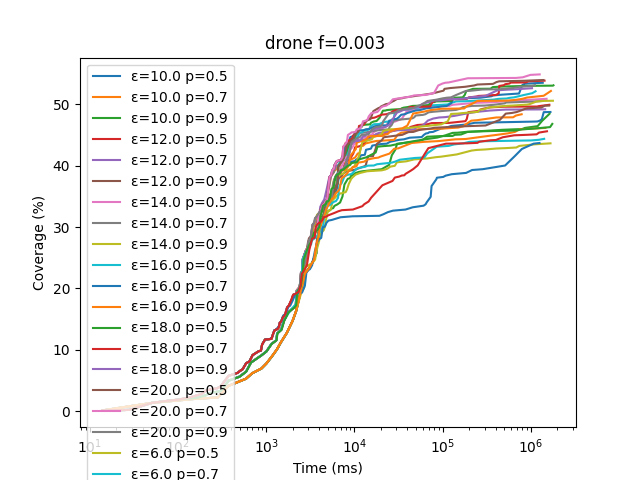 drone f=0.003
Coverage (%)
50
40
30
20
10
0
ε=10.0 p=0.5
ε=10.0 p=0.7
ε=10.0 p=0.9
ε=12.0 p=0.5
ε=12.0 p=0.7
ε=12.0 p=0.9
ε=14.0 p=0.5
ε=14.0 p=0.7
ε=14.0 p=0.9
ε=16.0 p=0.5
ε=16.0 p=0.7
ε=16.0 p=0.9
ε=18.0 p=0.5
ε=18.0 p=0.7
ε=18.0 p=0.9
ε=20.0 p=0.5
ε=20.0 p=0.7
ε=20.0 p=0.9
ε=6.0 p=0.5
ε=6.0 p=0.7
10¹ 10² 10³ 10⁴ 10⁵ 10⁶
Time (ms)